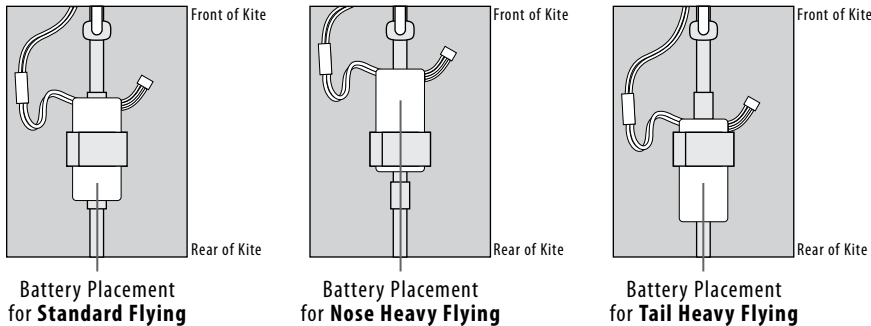 Front of Kite
Rear of Kite
Battery Placement
for Standard Flying
Front of Kite
Rear of Kite
Battery Placement
for Nose Heavy Flying
Front of Kite
Rear of Kite
Battery Placement
for Tail Heavy Flying